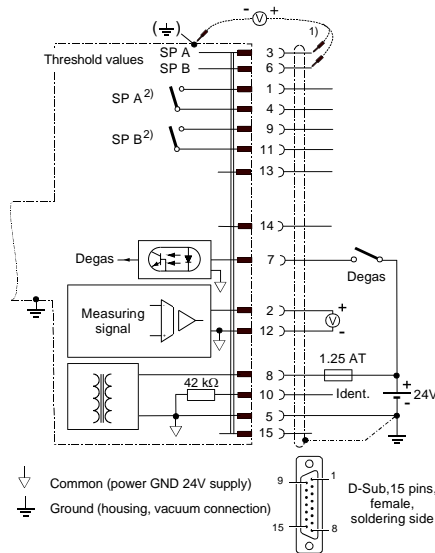 - V +
(⏚)
1)
SP A
3
Threshold values
SP B
6
SP A2)
1
4
SP B2)
9
11
13
14
Degas
7
Degas
Measuring
signal
2
+
V
12
-
1.25 AT
8
42 kΩ
10
Ident.
+
24V
-
5
15
Common (power GND 24V supply)
Ground (housing, vacuum connection)
9
1
15
8
D-Sub,15 pins,
female,
soldering side